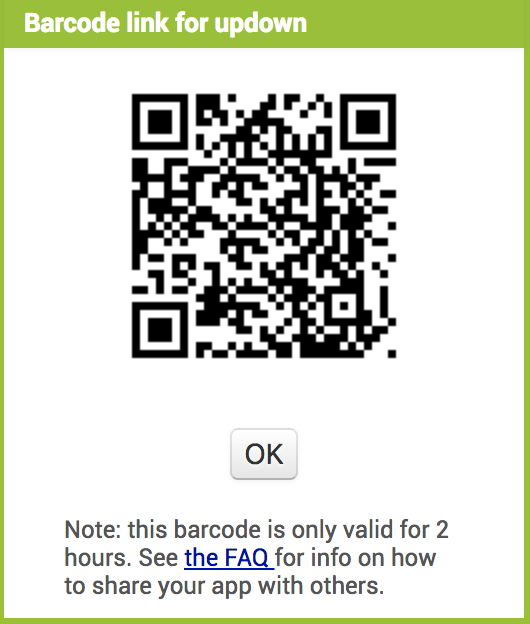 Barcode link for updown
OK
Note: this barcode is only valid for 2
hours. See the FAQ for info on how
to share your app with others.